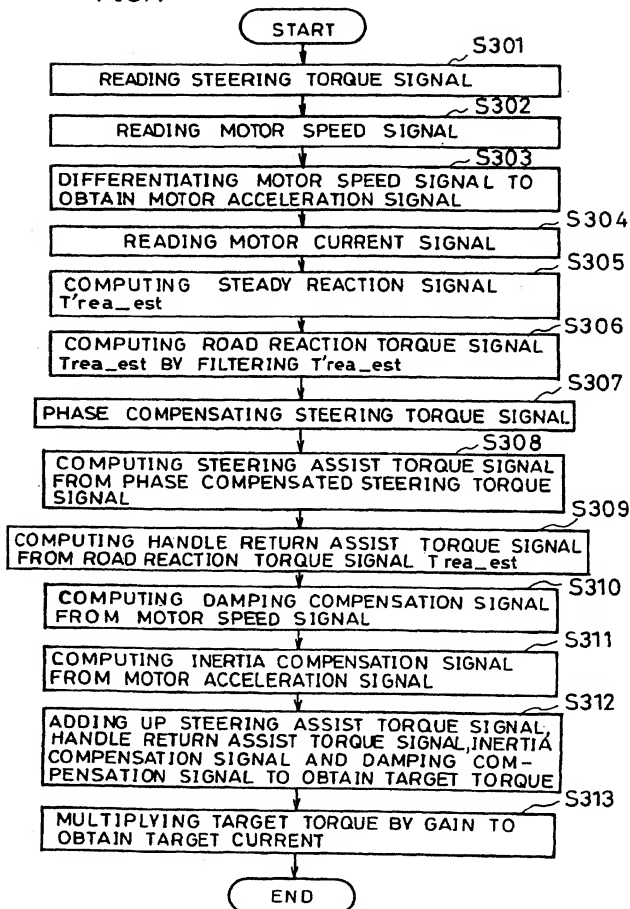 START
S301
READING STEERING TORQUE SIGNAL
S302
READING MOTOR SPEED SIGNAL
S303
DIFFERENTIATING MOTOR SPEED SIGNAL TO
OBTAIN MOTOR ACCELERATION SIGNAL
S304
READING MOTOR CURRENT SIGNAL
S305
COMPUTING STEADY REACTION SIGNAL
T'rea_est
S306
COMPUTING ROAD REACTION TORQUE SIGNAL
Trea_est BY FILTERING T'rea_est
S307
PHASE COMPENSATING STEERING TORQUE SIGNAL
S308
COMPUTING STEERING ASSIST TORQUE SIGNAL
FROM PHASE COMPENSATED STEERING TORQUE
SIGNAL
S309
COMPUTING HANDLE RETURN ASSIST TORQUE SIGNAL
FROM ROAD REACTION TORQUE SIGNAL Trea_est
S310
COMPUTING DAMPING COMPENSATION SIGNAL
FROM MOTOR SPEED SIGNAL
S311
COMPUTING INERTIA COMPENSATION SIGNAL
FROM MOTOR ACCELERATION SIGNAL
S312
ADDING UP STEERING ASSIST TORQUE SIGNAL,
HANDLE RETURN ASSIST TORQUE SIGNAL,INERTIA
COMPENSATION SIGNAL AND DAMPING COM-
PENSATION SIGNAL TO OBTAIN TARGET TORQUE
S313
MULTIPLYING TARGET TORQUE BY GAIN TO
OBTAIN TARGET CURRENT
END